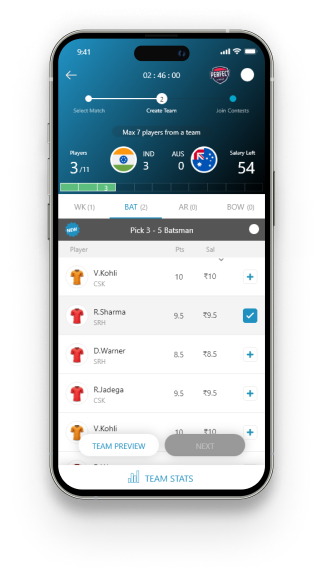 9:41
02 : 46 : 00
PERFECT
2
Select Match
Create Team
Join Contests
Max 7 players from a team
Players
3/11
IND
3
AUS
0
Salary Left
54
3
WK (1)
BAT (2)
AR (0)
BOW (0)
NEW
Pick 3 - 5 Batsman
Player
Pts
Sal
V.Kohli
CSK
10
₹10
+
R.Sharma
SRH
9.5
₹9.5
D.Warner
SRH
8.5
₹8.5
+
R.Jadega
CSK
9.5
₹9.5
+
V.Kohli
10
₹10
+
TEAM PREVIEW
NEXT
TEAM STATS